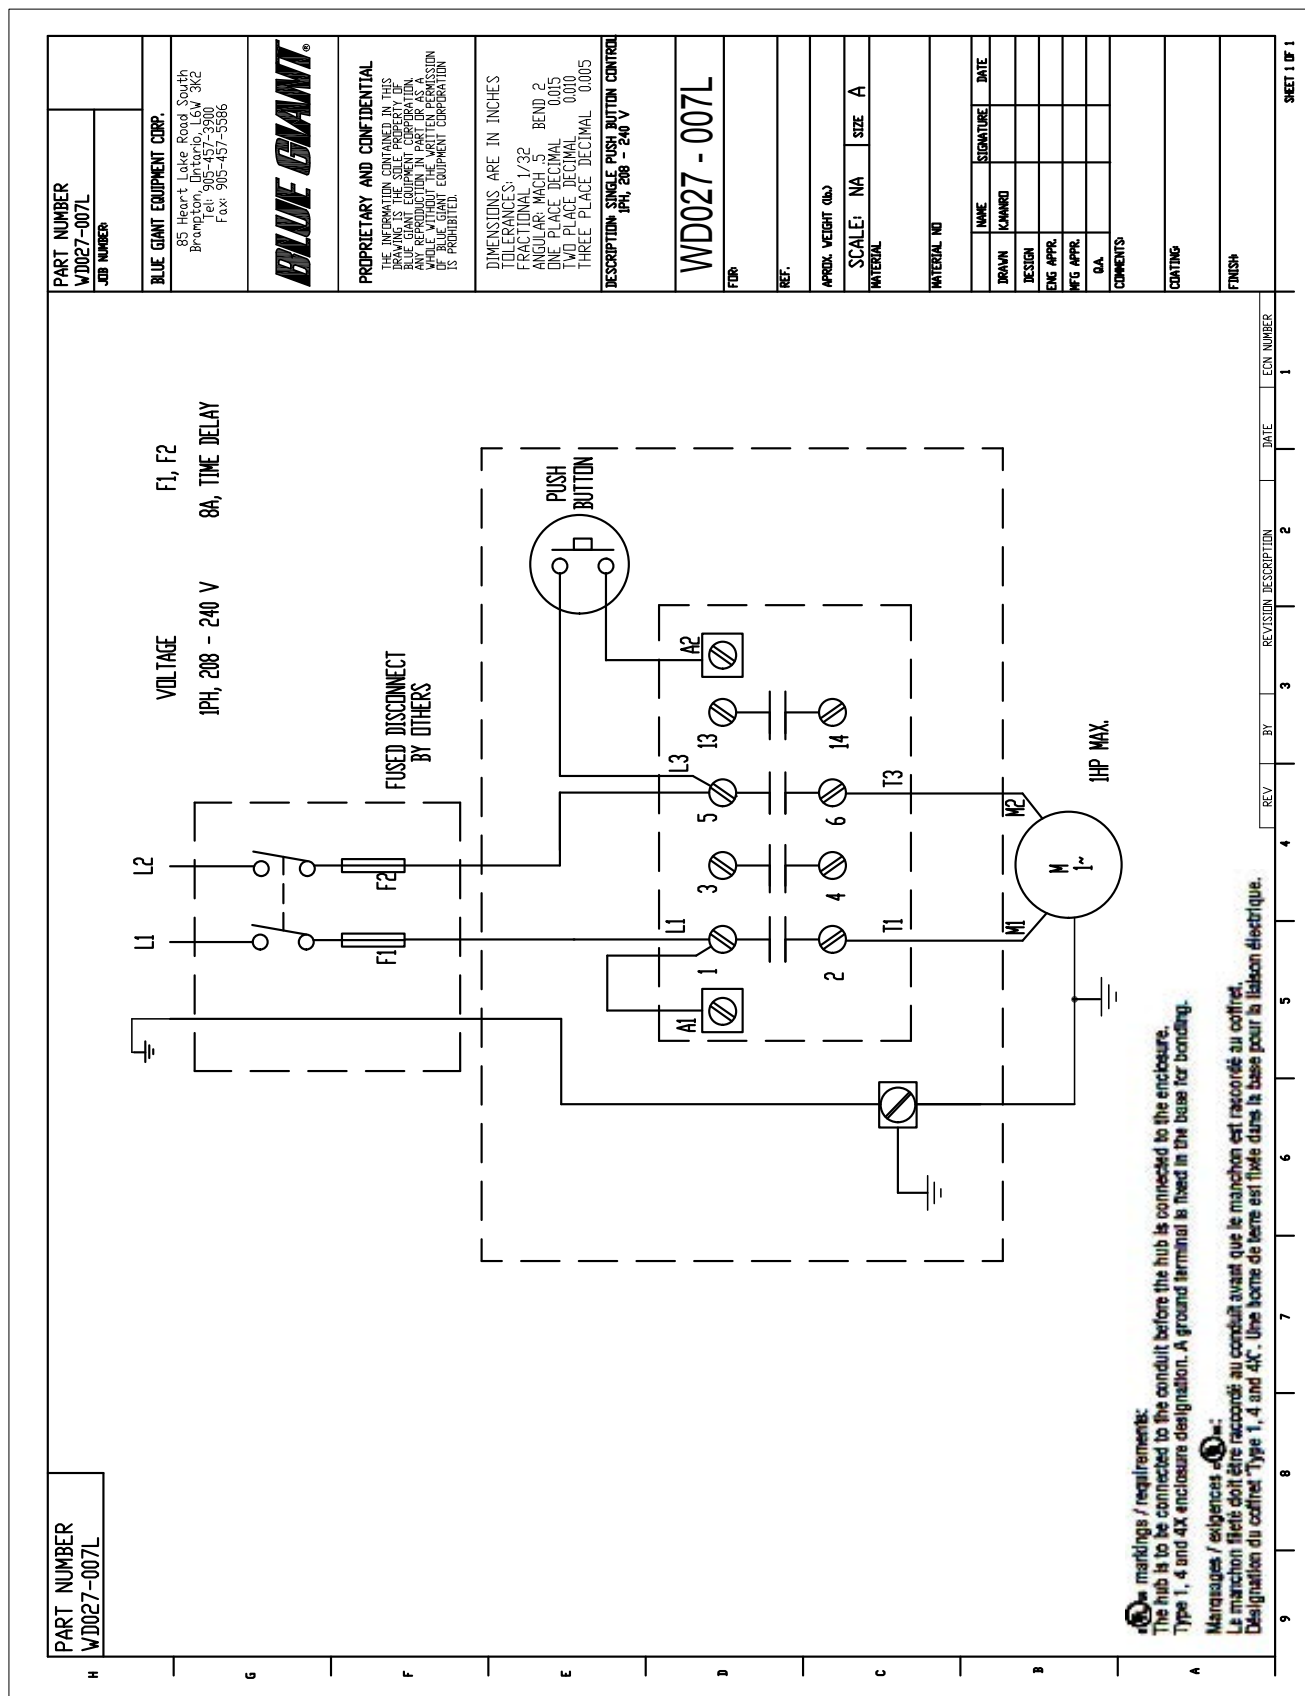 PART NUMBER
WD027-007L
PART NUMBER
WD027-007L
JOB NUMBER:
BLUE GIANT EQUIPMENT CORP.
85 Heart Lake Road South
Brampton, Ontario, L6W 3K2
Tel: 905-457-3900
Fax: 905-457-5586
BLUE GIANT®
PROPRIETARY AND CONFIDENTIAL
THE INFORMATION CONTAINED IN THIS
DRAWING IS THE SOLE PROPERTY OF
BLUE GIANT EQUIPMENT CORPORATION.
ANY REPRODUCTION IN PART OR AS A
WHOLE WITHOUT THE WRITTEN PERMISSION
OF BLUE GIANT EQUIPMENT CORPORATION
IS PROHIBITED.
DIMENSIONS ARE IN INCHES
TOLERANCES:
FRACTIONAL 1/32
ANGULAR: MACH .5 BEND 2
ONE PLACE DECIMAL 0.015
TWO PLACE DECIMAL 0.010
THREE PLACE DECIMAL 0.005
DESCRIPTION: SINGLE PUSH BUTTON CONTROL
1PH, 208 - 240 V
WD027 - 007L
FOR:
REF.
APROX. WEIGHT (Lb.)
SCALE: NA SIZE A
MATERIAL
MATERIAL NO
NAME SIGNATURE DATE
DRAWN K.MANRO
DESIGN
ENG APPR.
MFG APPR.
Q.A.
COMMENTS:
COATING:
FINISH:
SHEET 1 OF 1
VOLTAGE F1, F2
1PH, 208 - 240 V 8A, TIME DELAY
L1 L2
FUSED DISCONNECT
BY OTHERS
F1 F2
PUSH
BUTTON
A1 L1 L3 A2
1 3 5 13
2 4 6 14
T1 T3
M1 M2
M
1~
1HP MAX.
markings / requirements:
The hub is to be connected to the conduit before the hub is connected to the enclosure.
Type 1, 4 and 4X enclosure designation. A ground terminal is fixed in the base for bonding.
Marquages / exigences c UL us:
Le manchon fileté doit être raccordé au conduit avant que le manchon est raccordé au coffret.
Désignation du coffret "Type 1, 4 and 4X". Une borne de terre est fixée dans la base pour la liaison électrique.
REV BY REVISION DESCRIPTION DATE ECN NUMBER
9 8 7 6 5 4 3 2 1
H
G
F
E
D
C
B
A